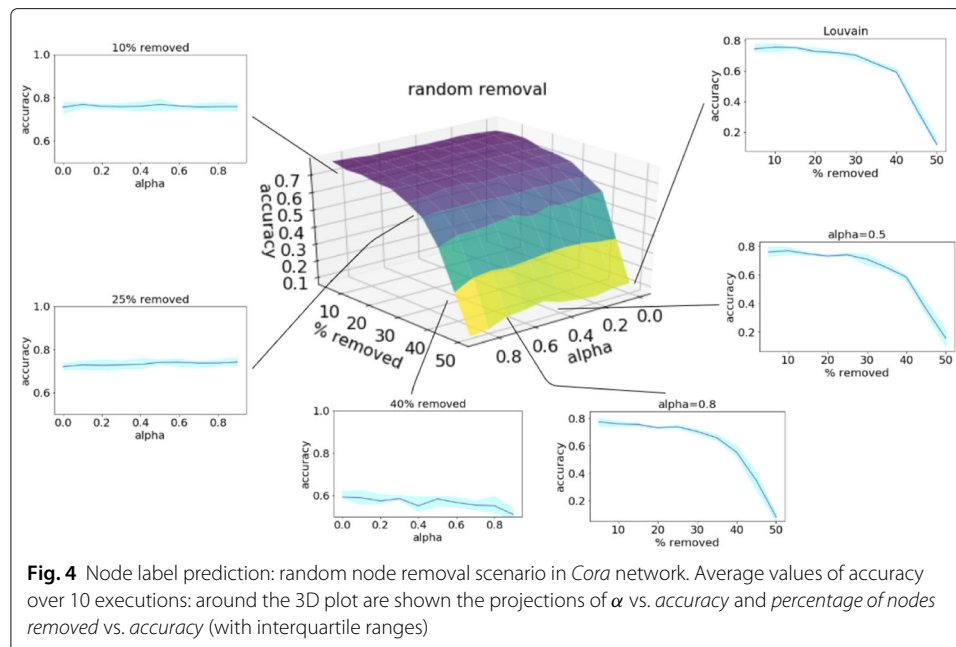 10% removed
1.0
0.8
0.6
accuracy
0.0 0.2 0.4 0.6 0.8
alpha
random removal
0.7
0.6
0.5
0.4
0.3
0.2
0.1
accuracy
10 20 30 40 50
% removed
0.8 0.6 0.4 0.2 0.0
alpha
Louvain
0.8
0.6
0.4
0.2
accuracy
10 20 30 40 50
% removed
25% removed
1.0
0.8
0.6
accuracy
0.0 0.2 0.4 0.6 0.8
alpha
alpha=0.5
0.8
0.6
0.4
0.2
accuracy
10 20 30 40 50
% removed
40% removed
1.0
0.8
0.6
accuracy
0.0 0.2 0.4 0.6 0.8
alpha
alpha=0.8
0.8
0.6
0.4
0.2
accuracy
10 20 30 40 50
% removed
Fig. 4 Node label prediction: random node removal scenario in Cora network. Average values of accuracy
over 10 executions: around the 3D plot are shown the projections of α vs. accuracy and percentage of nodes
removed vs. accuracy (with interquartile ranges)